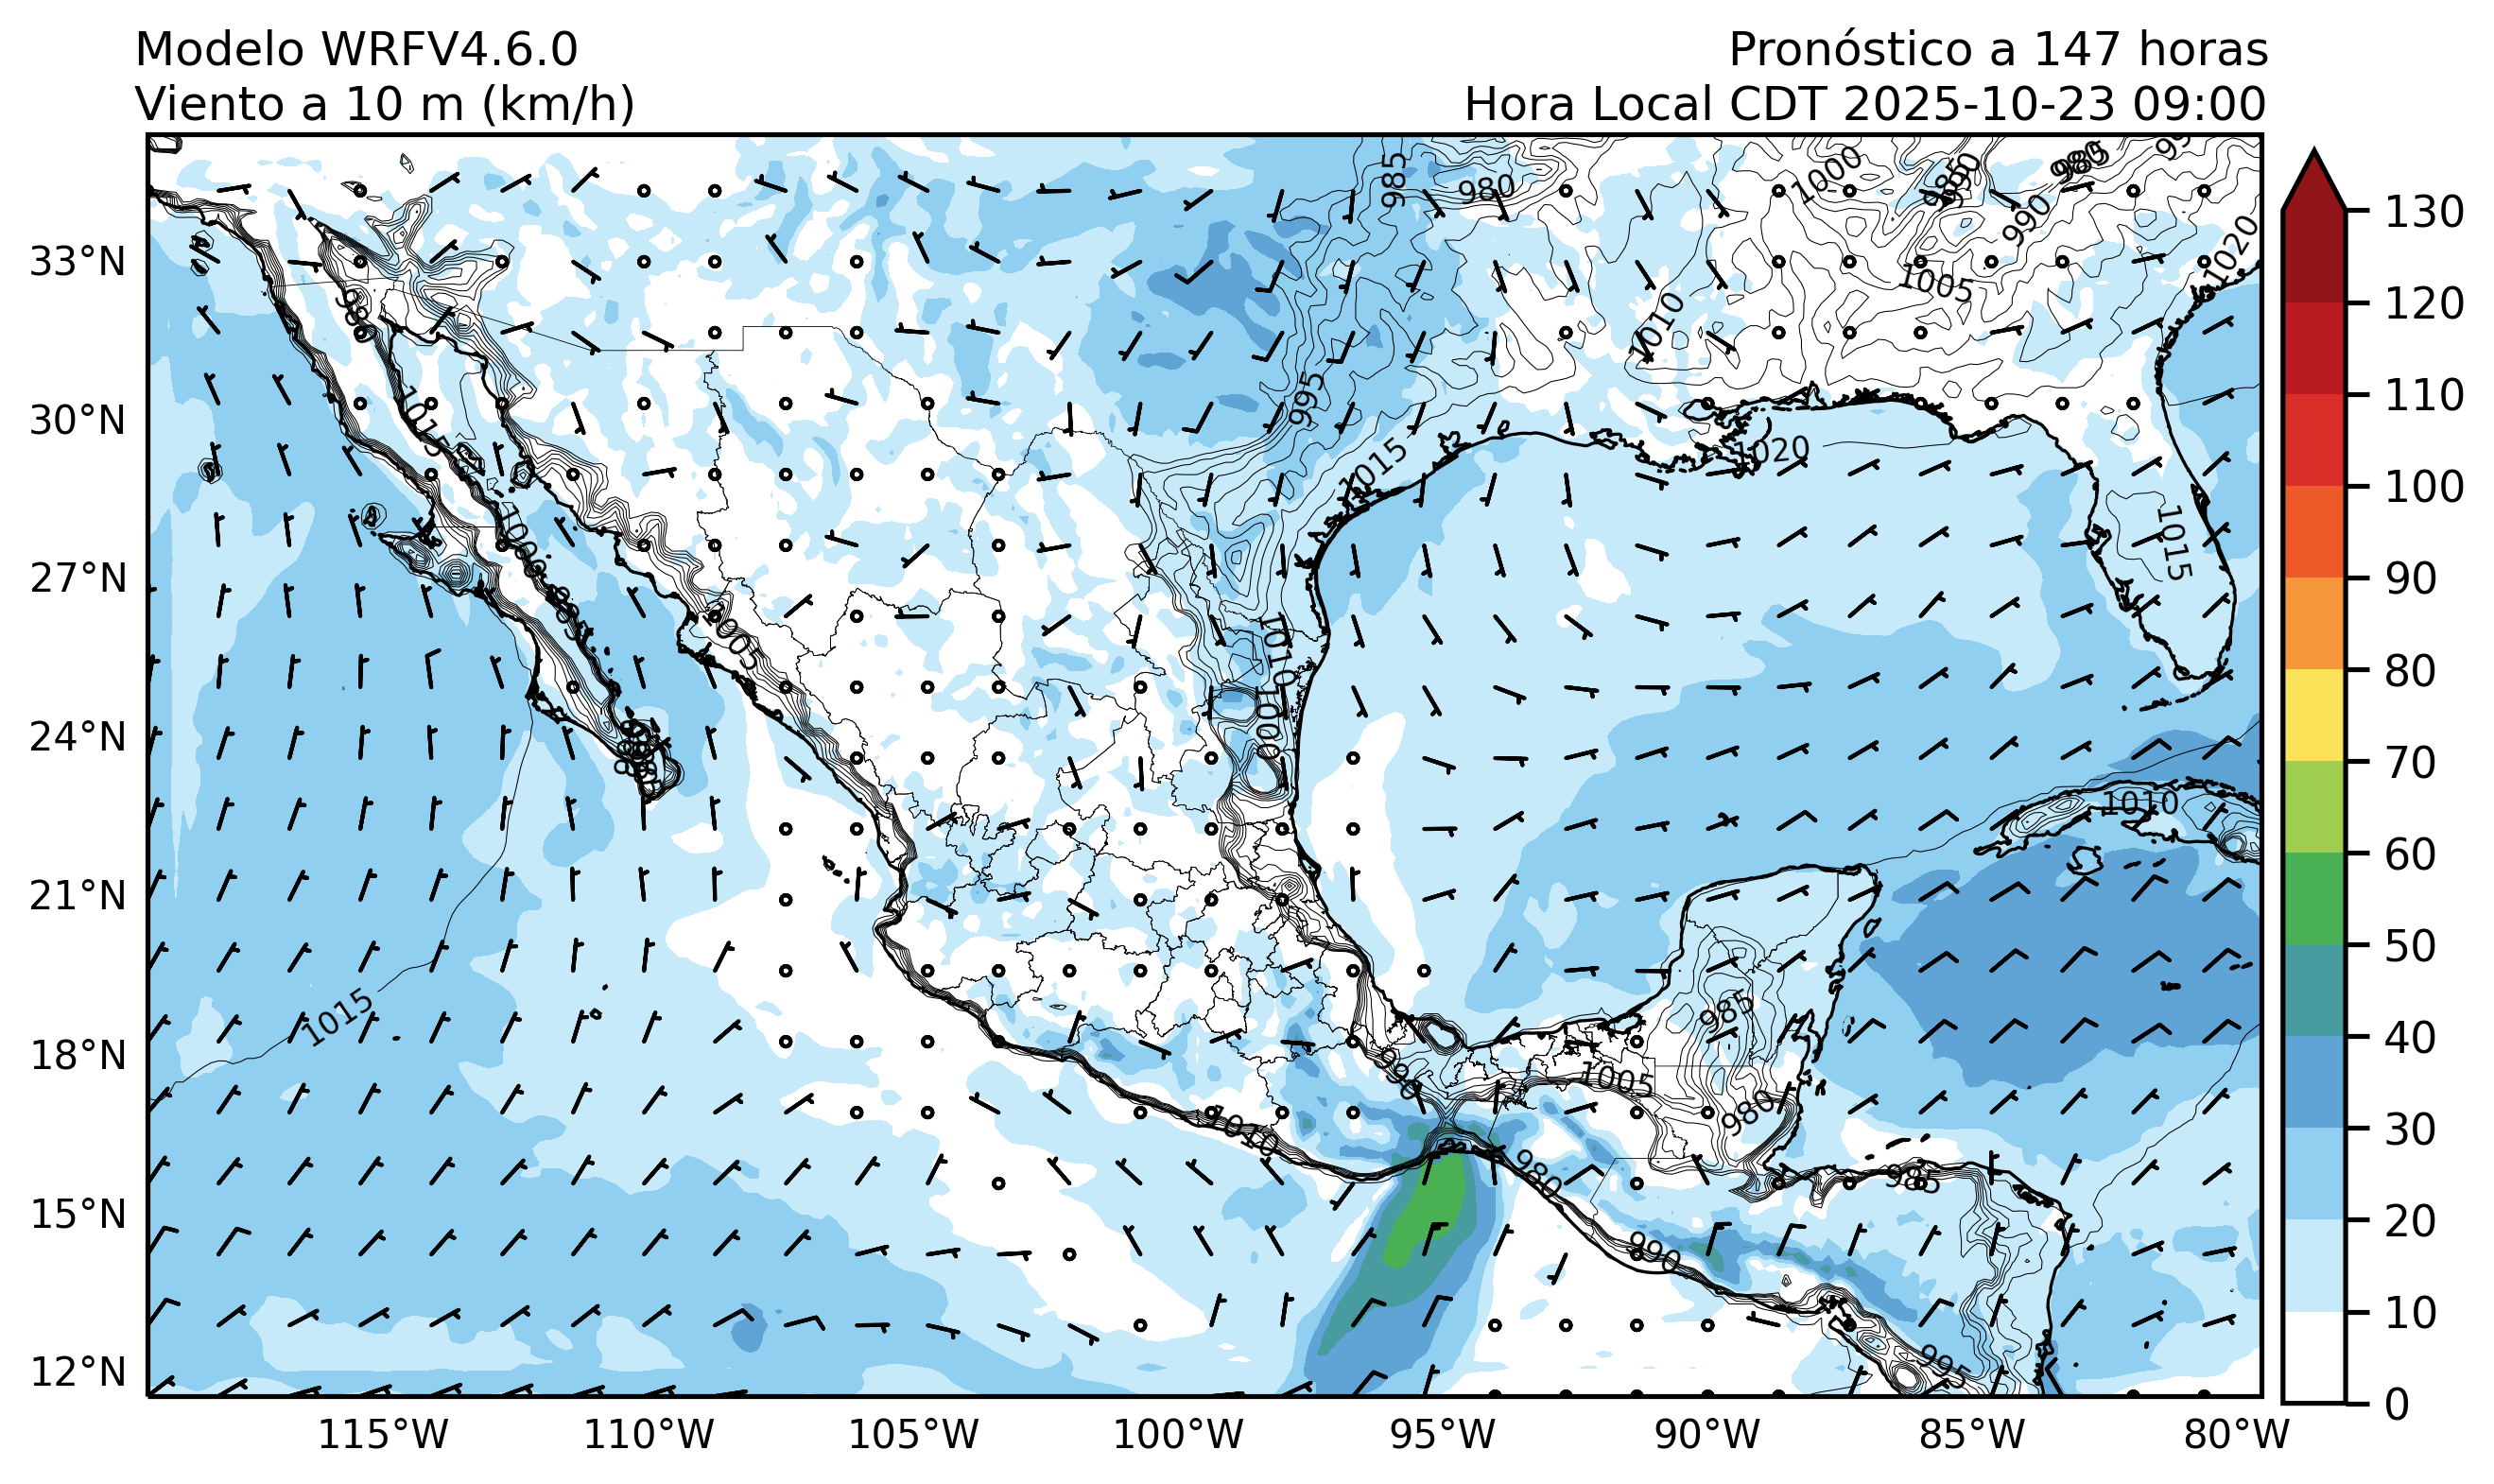 Modelo WRFV4.6.0
Pronóstico a 147 horas
Viento a 10 m (km/h)
Hora Local CDT 2025-10-23 09:00
985
980
1000
985
990
1020
1005
1010
995
1015
1020
1015
1015
1005
1010
1000
1010
1015
985
1005
990
980
1010
980
985
990
995
33°N
30°N
27°N
24°N
21°N
18°N
15°N
12°N
115°W
110°W
105°W
100°W
95°W
90°W
85°W
80°W
130
120
110
100
90
80
70
60
50
40
30
20
10
0